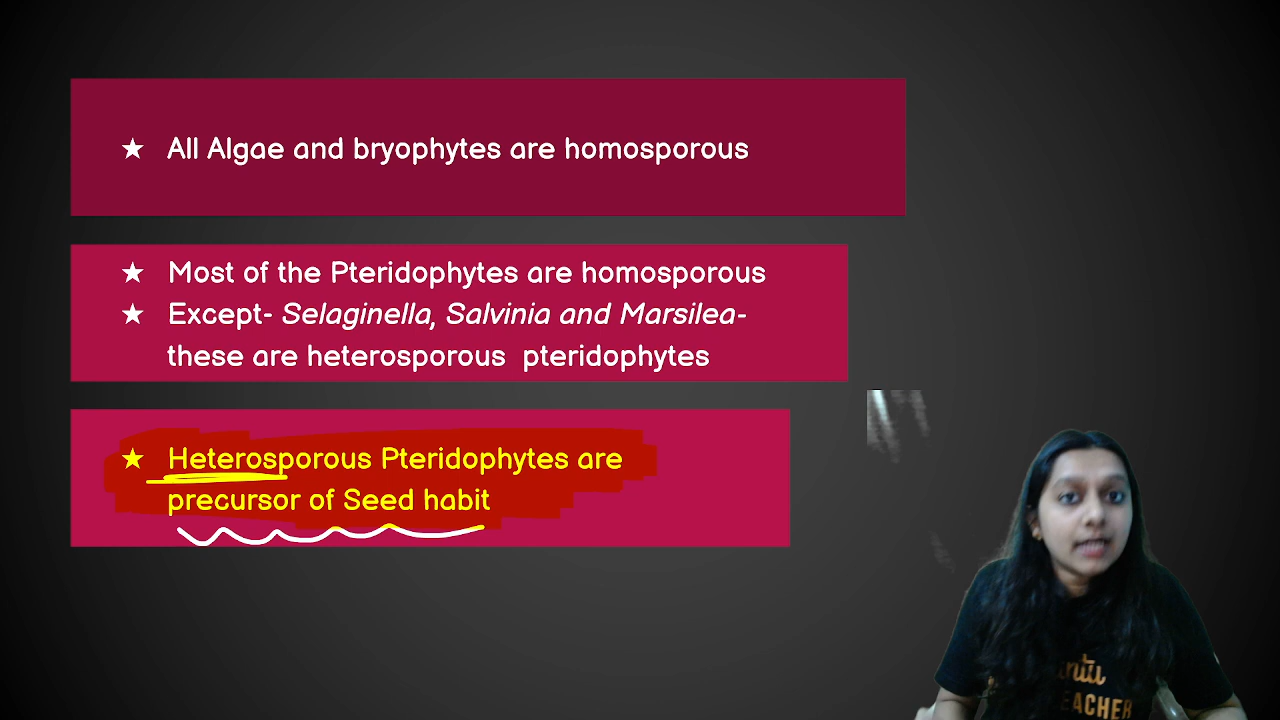 ★ All Algae and bryophytes are homosporous
★ Most of the Pteridophytes are homosporous
★ Except- Selaginella, Salvinia and Marsilea-
these are heterosporous pteridophytes
★ Heterosporous Pteridophytes are
precursor of Seed habit